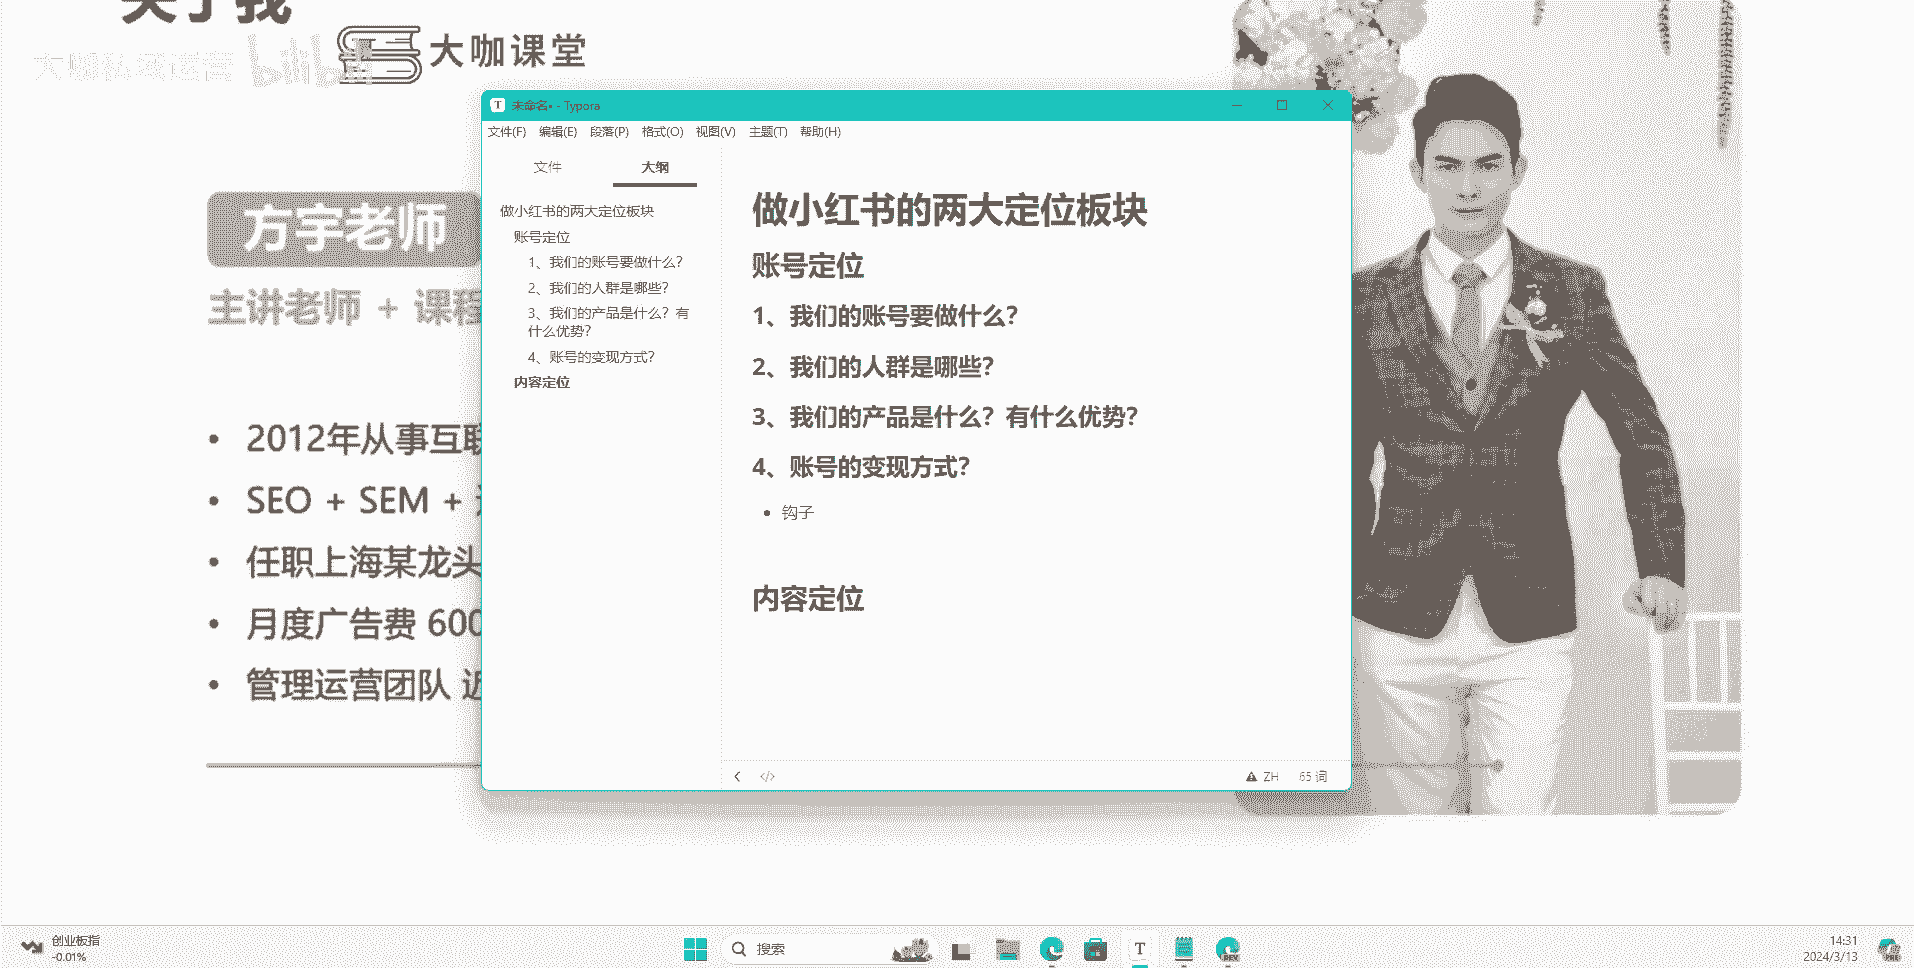 关于我
大咖私域运营 bilibili
大咖课堂
方宇老师
主讲老师 + 课程
2012年从事互联
SEO + SEM +
任职上海某龙头
月度广告费 600
管理运营团队 近
未命名• - Typora
文件(F) 编辑(E) 段落(P) 格式(O) 视图(V) 主题(T) 帮助(H)
文件 大纲
做小红书的两大定位板块
账号定位
1、我们的账号要做什么？
2、我们的人群是哪些？
3、我们的产品是什么？有
什么优势？
4、账号的变现方式？
内容定位
做小红书的两大定位板块
账号定位
1、我们的账号要做什么？
2、我们的人群是哪些？
3、我们的产品是什么？有什么优势？
4、账号的变现方式？
钩子
内容定位
ZH 65 词
创业板指
-0.01%
搜索
T
14:31
2024/3/13